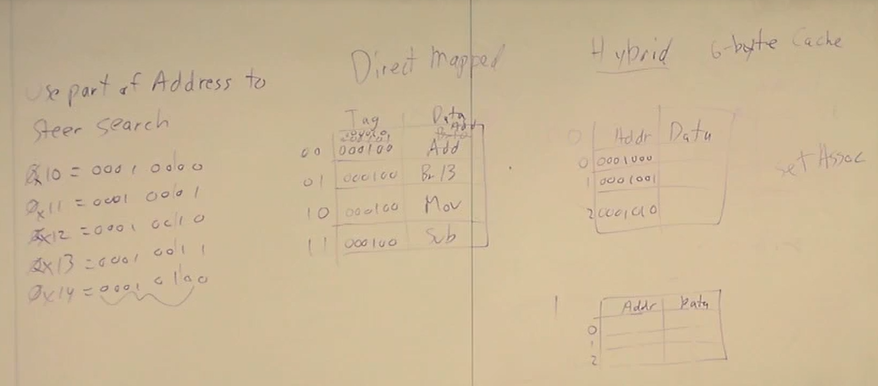 Use part of Address to
steer search
0x10 = 0001 0000
0x11 = 0001 0001
0x12 = 0001 0010
0x13 = 0001 0011
0x14 = 0001 0100
Direct Mapped
Tag Data
00 000100 Add
01 000100 Br 13
10 000100 Mov
11 000100 Sub
Hybrid 6-byte Cache
0 Addr Data
0 0001000
1 0001001
2 0001010
set Assoc
1 Addr Data
0
1
2